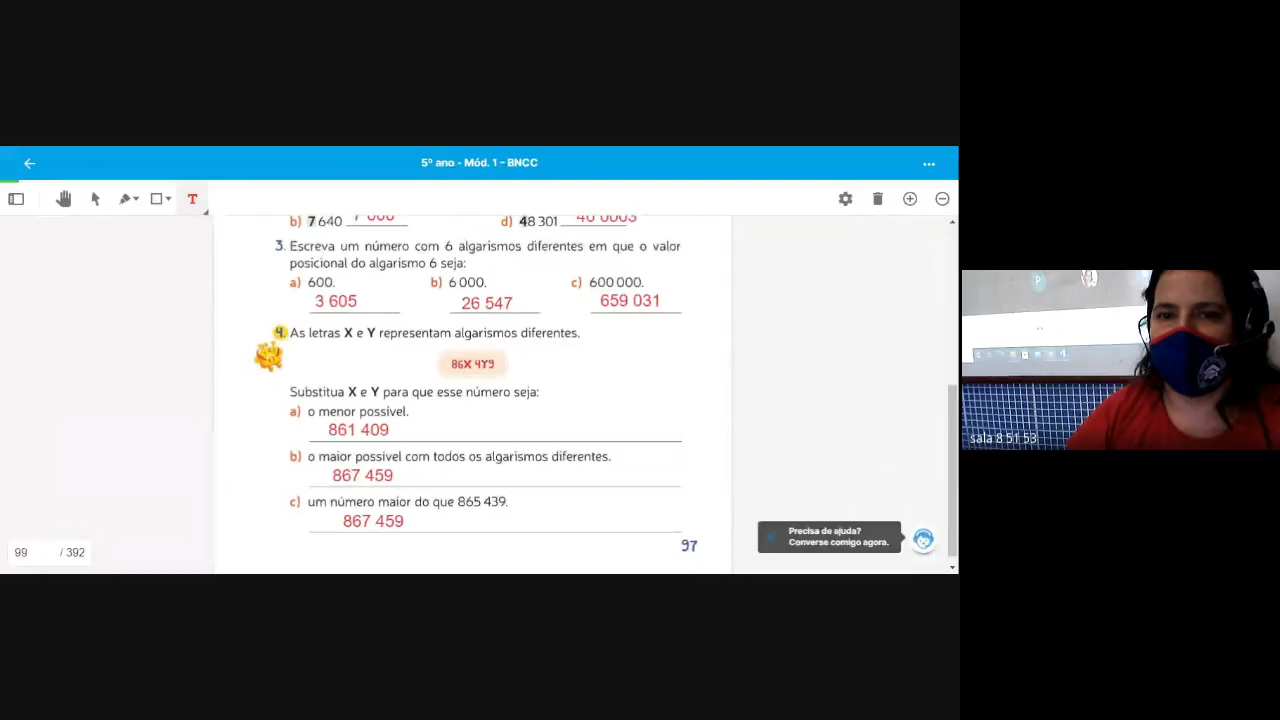 5º ano - Mód. 1 - BNCC
T
b) 7 640 7 000 d) 48 301 40 0003
3. Escreva um número com 6 algarismos diferentes em que o valor
posicional do algarismo 6 seja:
a) 600. b) 6 000. c) 600 000.
3 605 26 547 659 031
4. As letras X e Y representam algarismos diferentes.
86X 4Y9
Substitua X e Y para que esse número seja:
a) o menor possível.
861 409
b) o maior possível com todos os algarismos diferentes.
867 459
c) um número maior do que 865 439.
867 459
97
99 / 392
Precisa de ajuda?
Converse comigo agora.
sala 8 51 53